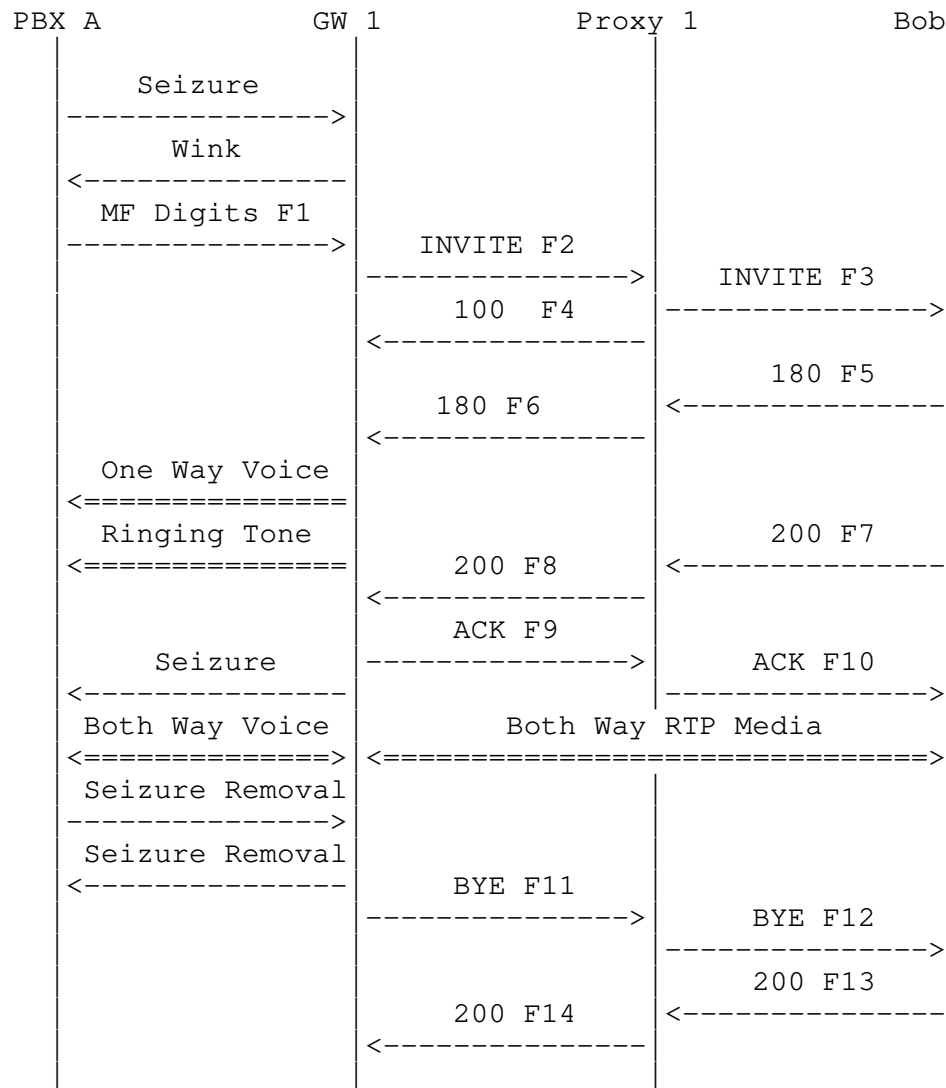 PBX A GW 1 Proxy 1 Bob
Seizure
Wink
MF Digits F1
INVITE F2
INVITE F3
100 F4
180 F5
180 F6
One Way Voice
Ringing Tone 200 F7
200 F8
ACK F9
Seizure ACK F10
Both Way Voice Both Way RTP Media
Seizure Removal
Seizure Removal
BYE F11
BYE F12
200 F13
200 F14